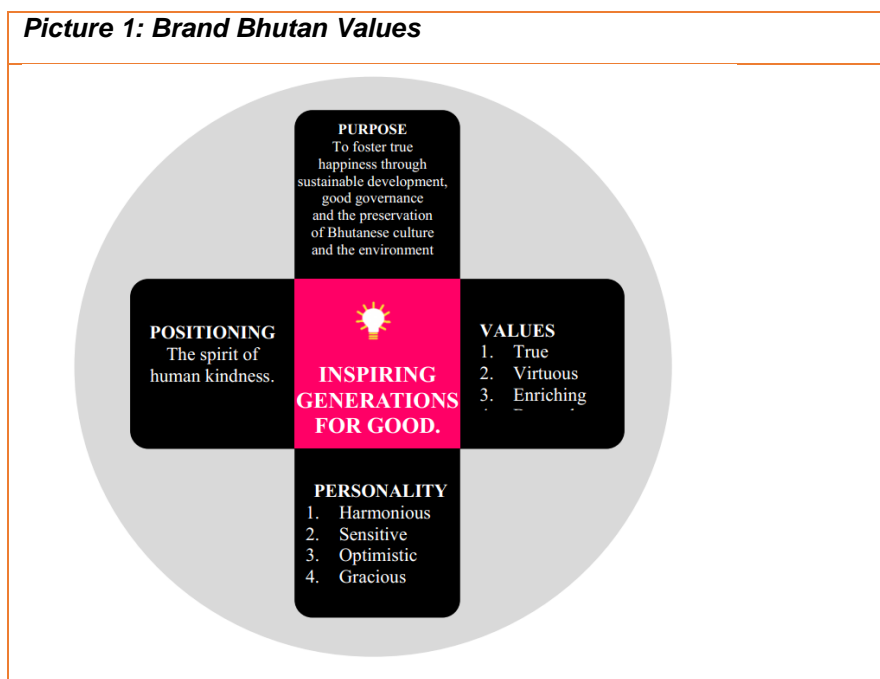 Picture 1: Brand Bhutan Values
PURPOSE
To foster true
happiness through
sustainable development,
good governance
and the preservation
of Bhutanese culture
and the environment
POSITIONING
The spirit of
human kindness.
INSPIRING
GENERATIONS
FOR GOOD.
VALUES
1. True
2. Virtuous
3. Enriching
PERSONALITY
1. Harmonious
2. Sensitive
3. Optimistic
4. Gracious